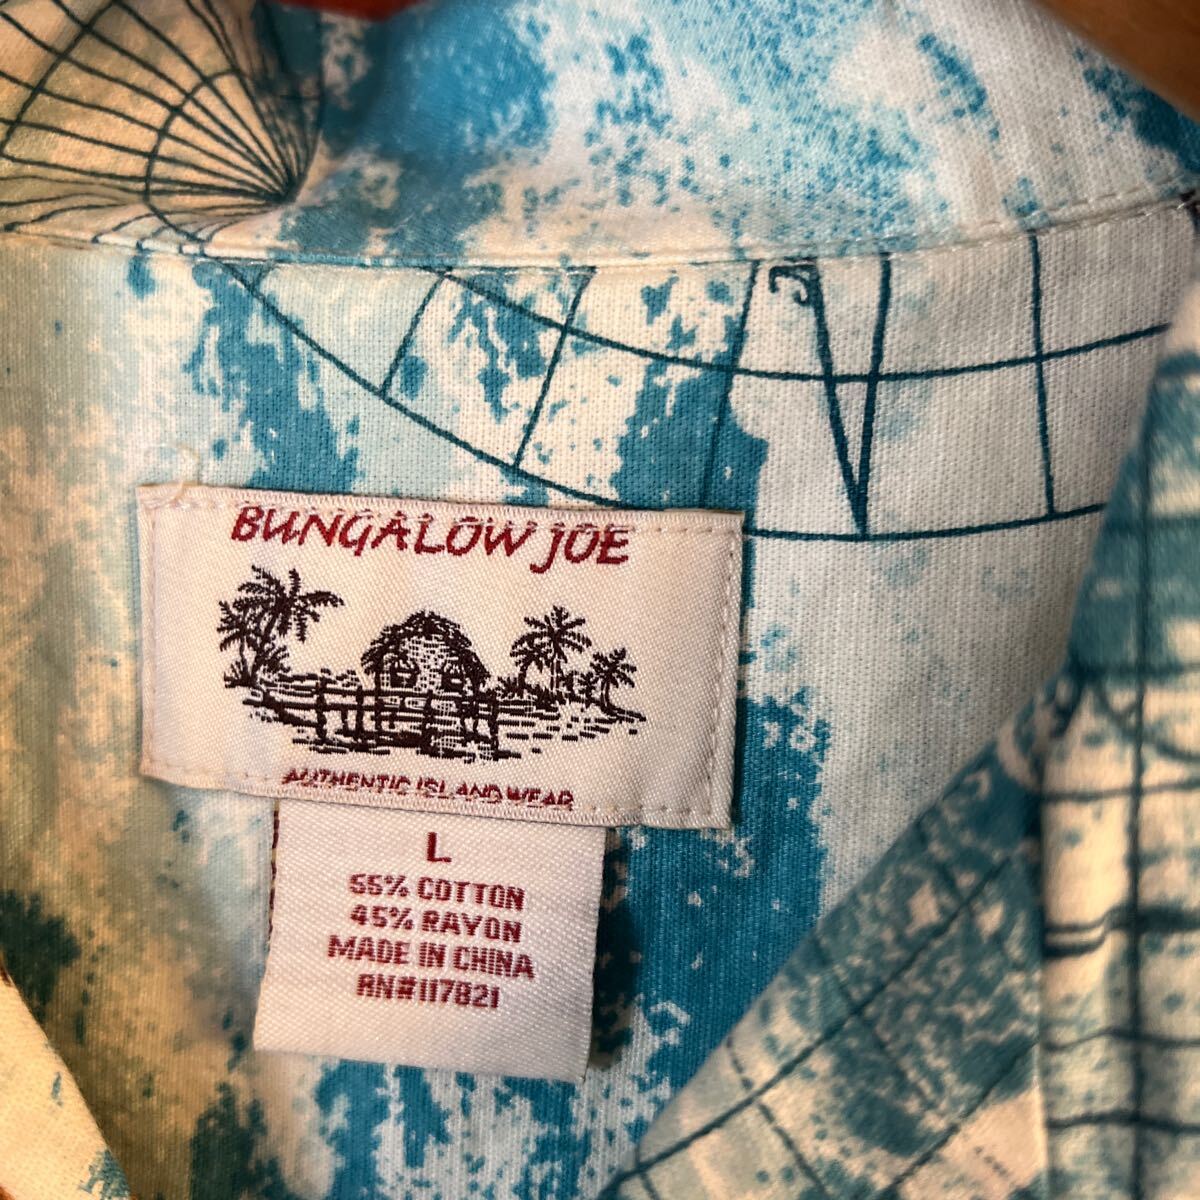 BUNGALOW JOE
AUTHENTIC ISLAND WEAR
L
55% COTTON
45% RAYON
MADE IN CHINA
RN#117821